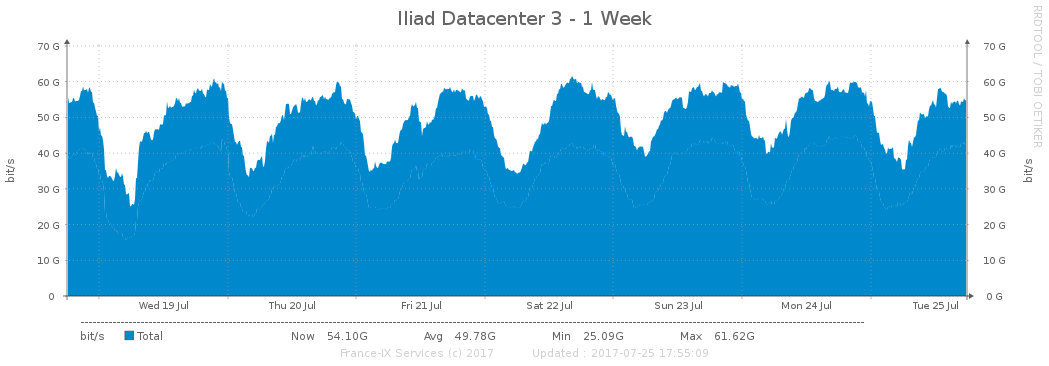 Iliad Datacenter 3 - 1 Week
RRDTOOL / TOBI OETIKER
70 G 70 G
60 G 60 G
50 G 50 G
40 G 40 G
30 G 30 G
20 G 20 G
10 G 10 G
0 0 G
bit/s bit/s
Wed 19 Jul Thu 20 Jul Fri 21 Jul Sat 22 Jul Sun 23 Jul Mon 24 Jul Tue 25 Jul
bit/s Total Now 54.10G Avg 49.78G Min 25.09G Max 61.62G
France-IX Services (c) 2017 Updated : 2017-07-25 17:55:09